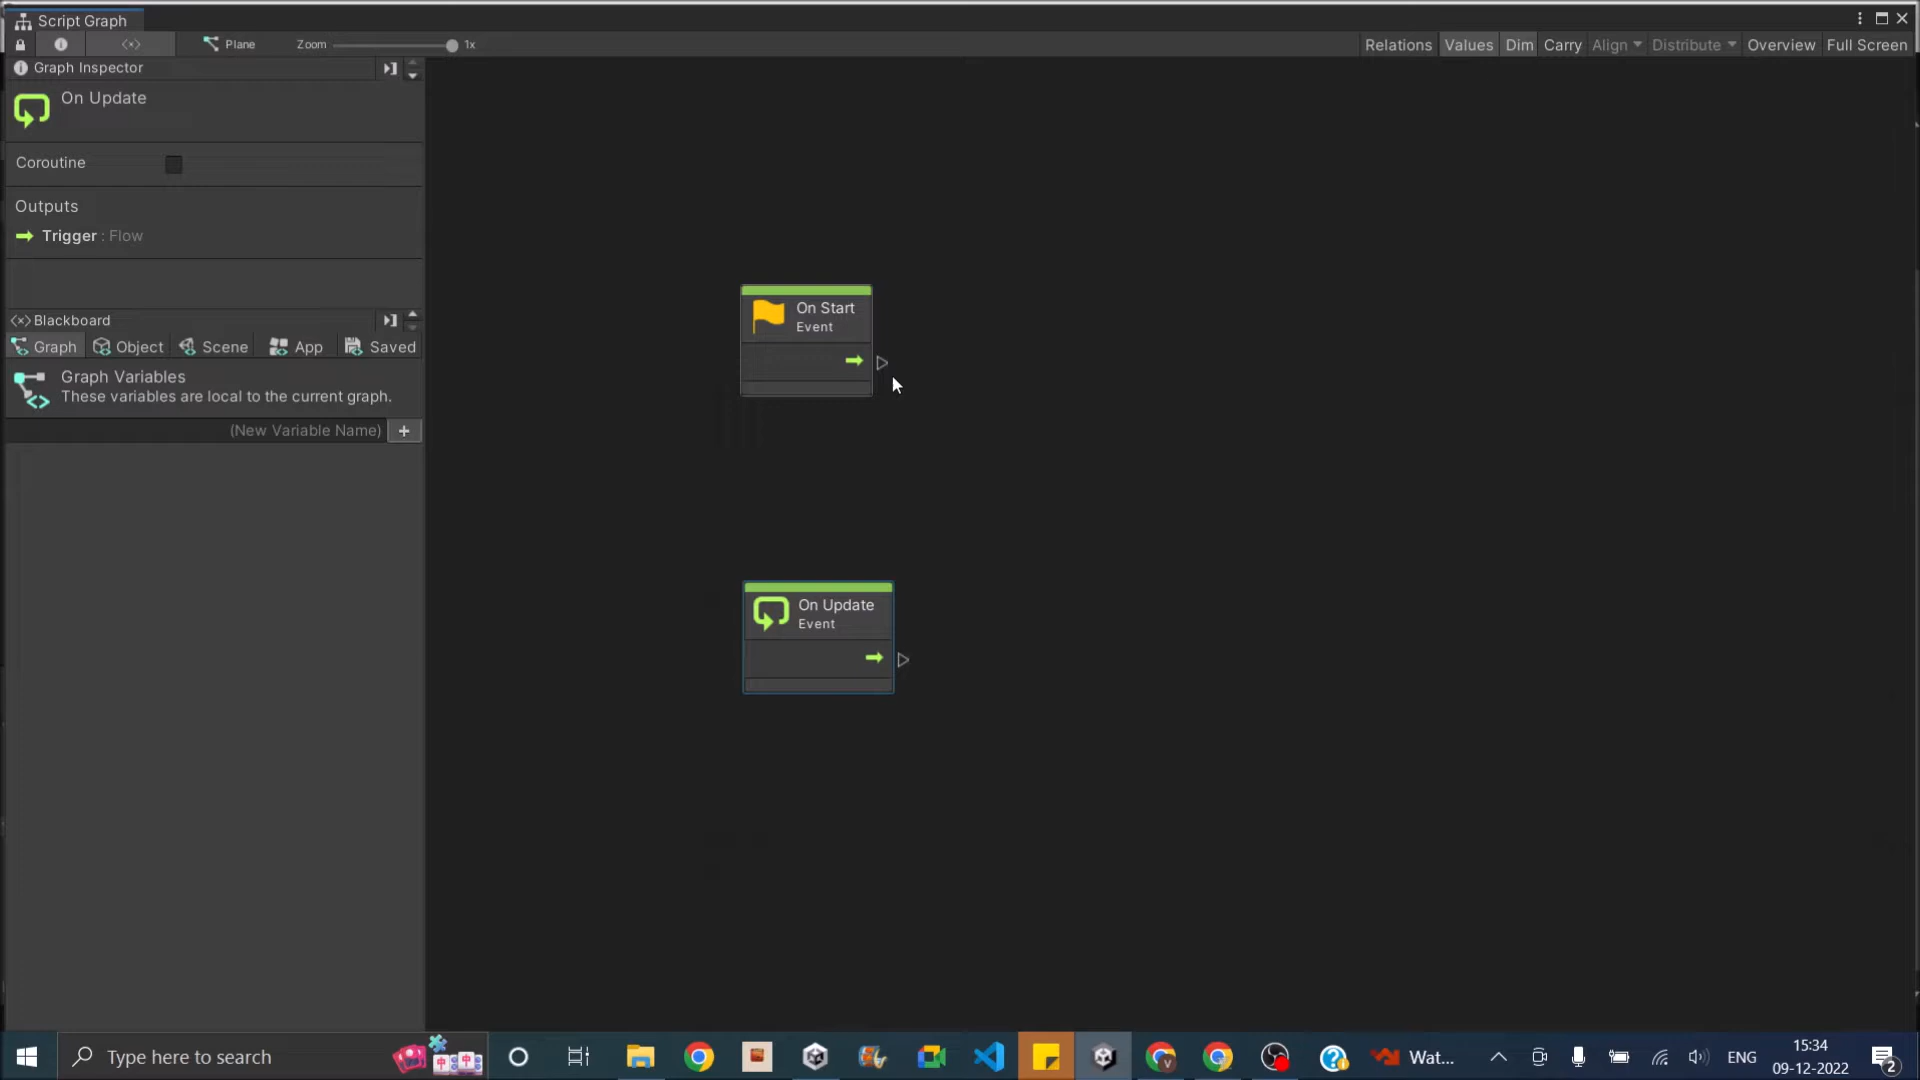 Script Graph
Plane
Zoom
1x
Relations
Values
Dim
Carry
Align
Distribute
Overview
Full Screen
Graph Inspector
On Update
Coroutine
Outputs
Trigger : Flow
<×> Blackboard
Graph
Object
Scene
App
Saved
Graph Variables
These variables are local to the current graph.
(New Variable Name)
+
On Start
Event
On Update
Event
Type here to search
Wat...
ENG
15:34
09-12-2022
2